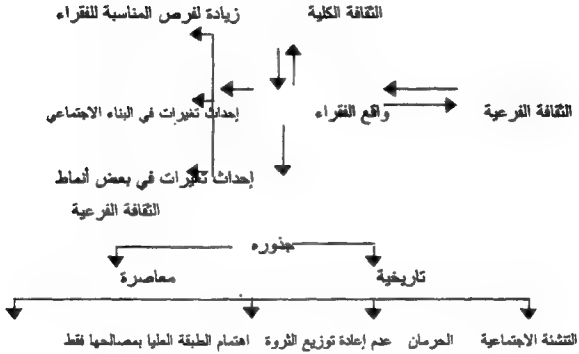 الثقافة الكلية
زيادة لفرص المناسبة للفقراء
الثقافة الفرعية
واقع الفقراء
إحداث تغيرات في البناء الاجتماعي
إحداث تغيرات في بعض أنماط
الثقافة الفرعية
جذوره
تاريخية
معاصرة
التنشئة الاجتماعية
الحرمان
عدم إعادة توزيع الثروة
اهتمام الطبقة العليا بمصالحها فقط